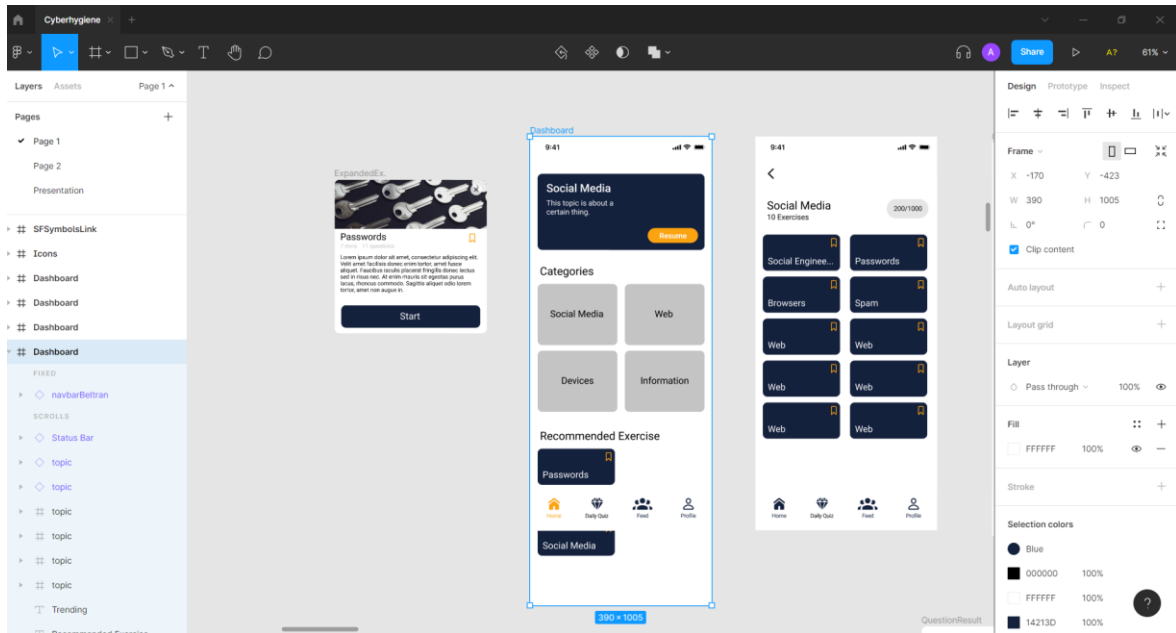 Cyberhygiene
Share
A
A?
61%
Layers Assets Page 1
Pages
Page 1
Page 2
Presentation
SFSymbolsLink
Icons
Dashboard
Dashboard
Dashboard
Dashboard
FIXED
navbarBeltran
SCROLLS
Status Bar
topic
topic
topic
topic
topic
topic
Trending
Recommended Exercise
ExpandedEx.
Passwords
7 mins 11 questions
Lorem ipsum dolor sit amet, consectetur adipiscing elit.
Velit amet facilisis donec enim tortor, amet fusce
aliquet. Faucibus iaculis placerat fringilla donec lectus
sed in risus nec. At enim mauris sit egestas purus
lacus, rhoncus commodo. Sagittis aliquet odio lorem
tortor, amet non augue in.
Start
Dashboard
9:41
Social Media
This topic is about a
certain thing.
Resume
Categories
Social Media
Web
Devices
Information
Recommended Exercise
Passwords
Home Daily Quiz Feed Profile
Social Media
390 × 1005
9:41
Social Media
10 Exercises
200/1000
Social Enginee...
Passwords
Browsers
Spam
Web
Web
Web
Web
Web
Web
Home Daily Quiz Feed Profile
QuestionResult
Design Prototype Inspect
Frame
X -170 Y -423
W 390 H 1005
0° 0
Clip content
Auto layout
Layout grid
Layer
Pass through 100%
Fill
FFFFFF 100%
Stroke
Selection colors
Blue
000000 100%
FFFFFF 100%
14213D 100%
?